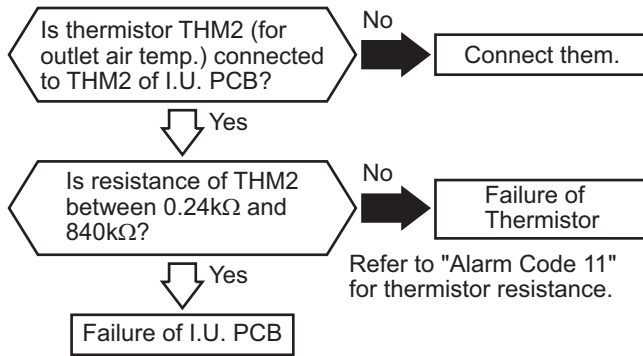 Is thermistor THM2 (for
outlet air temp.) connected
to THM2 of I.U. PCB?
No
Connect them.
Yes
Is resistance of THM2
between 0.24kΩ and
840kΩ?
No
Failure of
Thermistor
Refer to "Alarm Code 11"
for thermistor resistance.
Yes
Failure of I.U. PCB